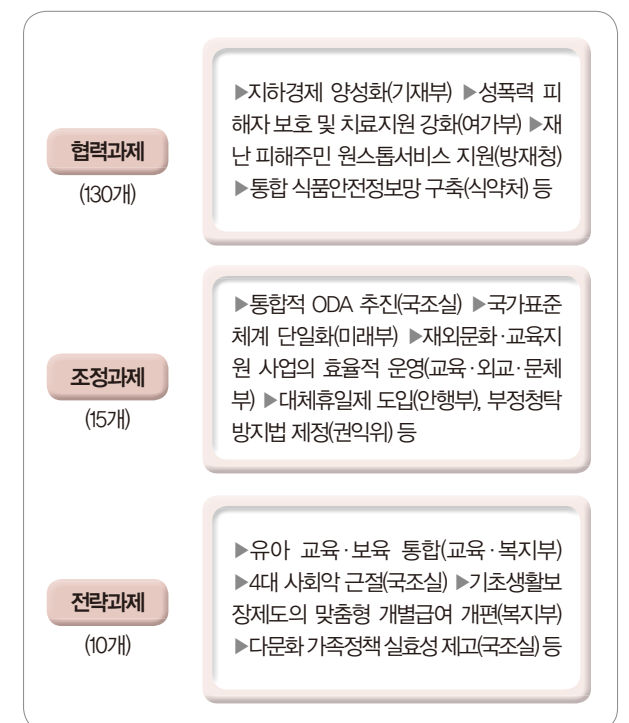 협력과제
(130개)
▶지하경제 양성화(기재부) ▶성폭력 피
해자 보호 및 치료지원 강화(여가부) ▶재
난 피해주민 원스톱서비스 지원(방재청)
▶통합 식품안전정보망 구축(식약처) 등
조정과제
(15개)
▶통합적 ODA 추진(국조실) ▶국가표준
체계 단일화(미래부) ▶재외문화·교육지
원 사업의 효율적 운영(교육·외교·문체
부) ▶대체휴일제 도입(안행부), 부정청탁
방지법 제정(권익위) 등
전략과제
(10개)
▶유아 교육·보육 통합(교육·복지부)
▶4대 사회악 근절(국조실) ▶기초생활보
장제도의 맞춤형 개별급여 개편(복지부)
▶다문화 가족정책 실효성 제고(국조실) 등